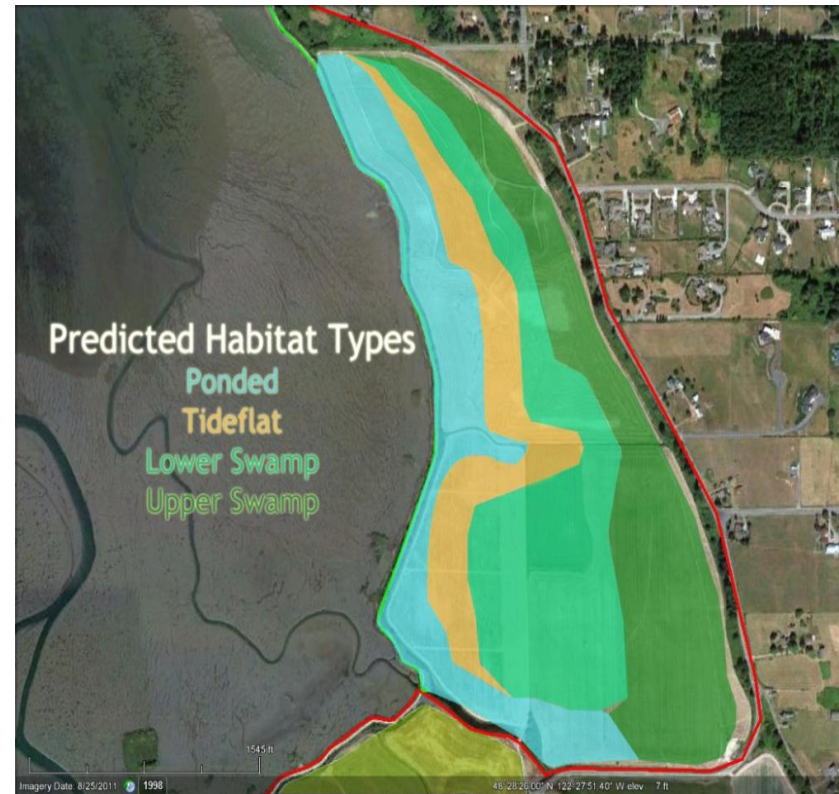 Predicted Habitat Types
Ponded
Tideflat
Lower Swamp
Upper Swamp
1545 ft
Imagery Date: 8/25/2011 1998
48°28'26.00" N 122°27'51.40" W elev 7 ft